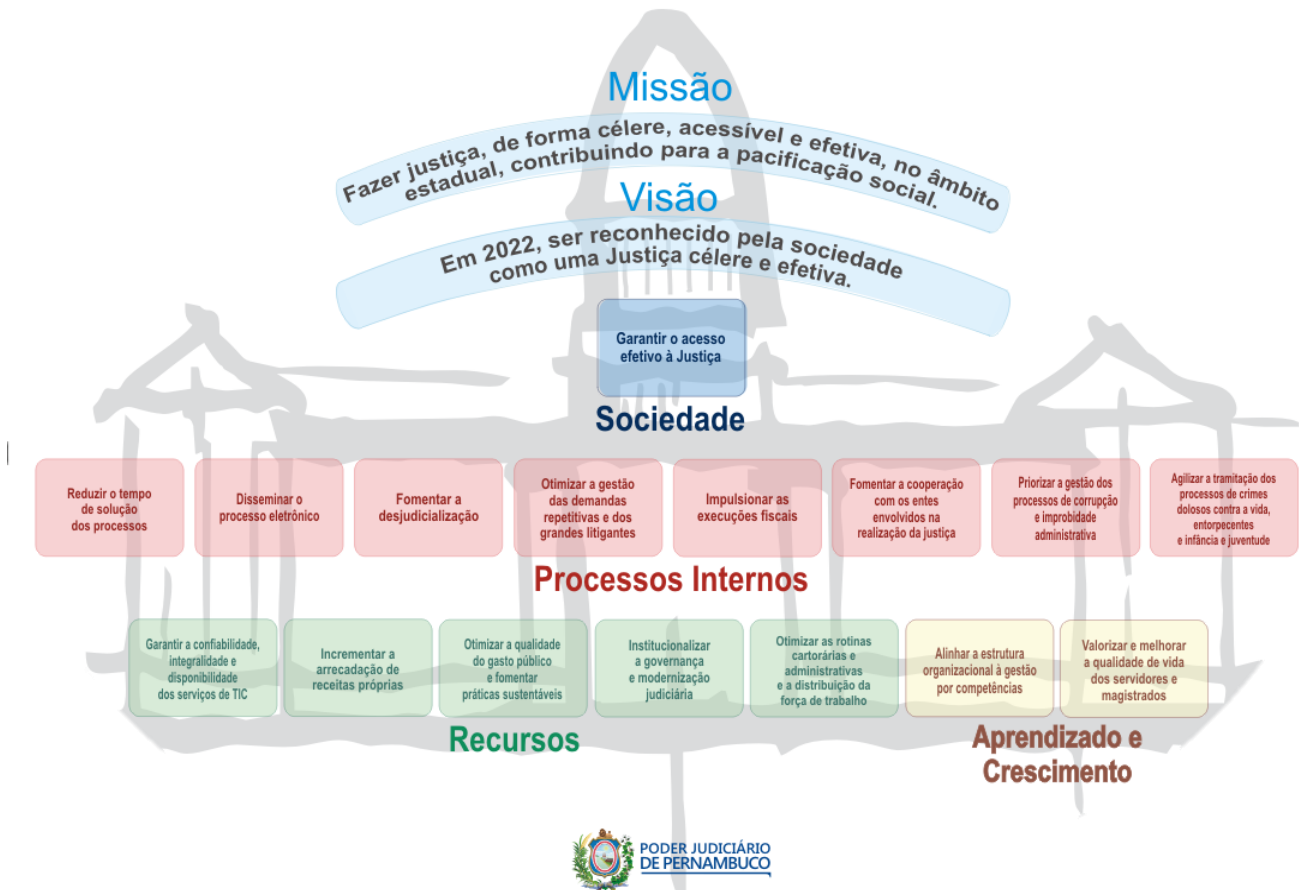 Missão
Fazer justiça, de forma célere, acessível e efetiva, no âmbito
estadual, contribuindo para a pacificação social.
Visão
Em 2022, ser reconhecido pela sociedade
como uma Justiça célere e efetiva.
Garantir o acesso
efetivo à Justiça
Sociedade
Reduzir o tempo
de solução
dos processos
Disseminar o
processo eletrônico
Fomentar a
desjudicialização
Otimizar a gestão
das demandas
repetitivas e dos
grandes litigantes
Impulsionar as
execuções fiscais
Fomentar a cooperação
com os entes
envolvidos na
realização da justiça
Priorizar a gestão dos
processos de corrupção
e improbidade
administrativa
Agilizar a tramitação dos
processos de crimes
dolosos contra a vida,
entorpecentes
e infância e juventude
Processos Internos
Garantir a confiabilidade,
integralidade e
disponibilidade
dos serviços de TIC
Incrementar a
arrecadação de
receitas próprias
Otimizar a qualidade
do gasto público
e fomentar
práticas sustentáveis
Institucionalizar
a governança
e modernização
judiciária
Otimizar as rotinas
cartorárias e
administrativas
e a distribuição da
força de trabalho
Alinhar a estrutura
organizacional à gestão
por competências
Valorizar e melhorar
a qualidade de vida
dos servidores e
magistrados
Recursos
Aprendizado e
Crescimento
PODER JUDICIÁRIO
DE PERNAMBUCO